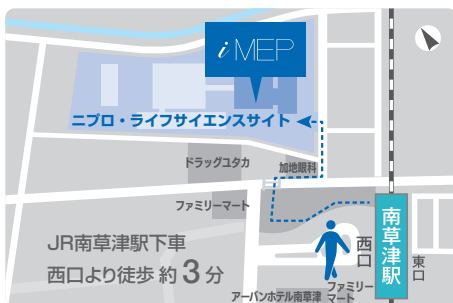 i MEP
ニプロ・ライフサイエンスサイト
ドラッグユタカ
加地眼科
ファミリーマート
JR南草津駅下車
西口より徒歩 約 3 分
西口
南草津駅
東口
ファミリー
マート
アーバンホテル南草津